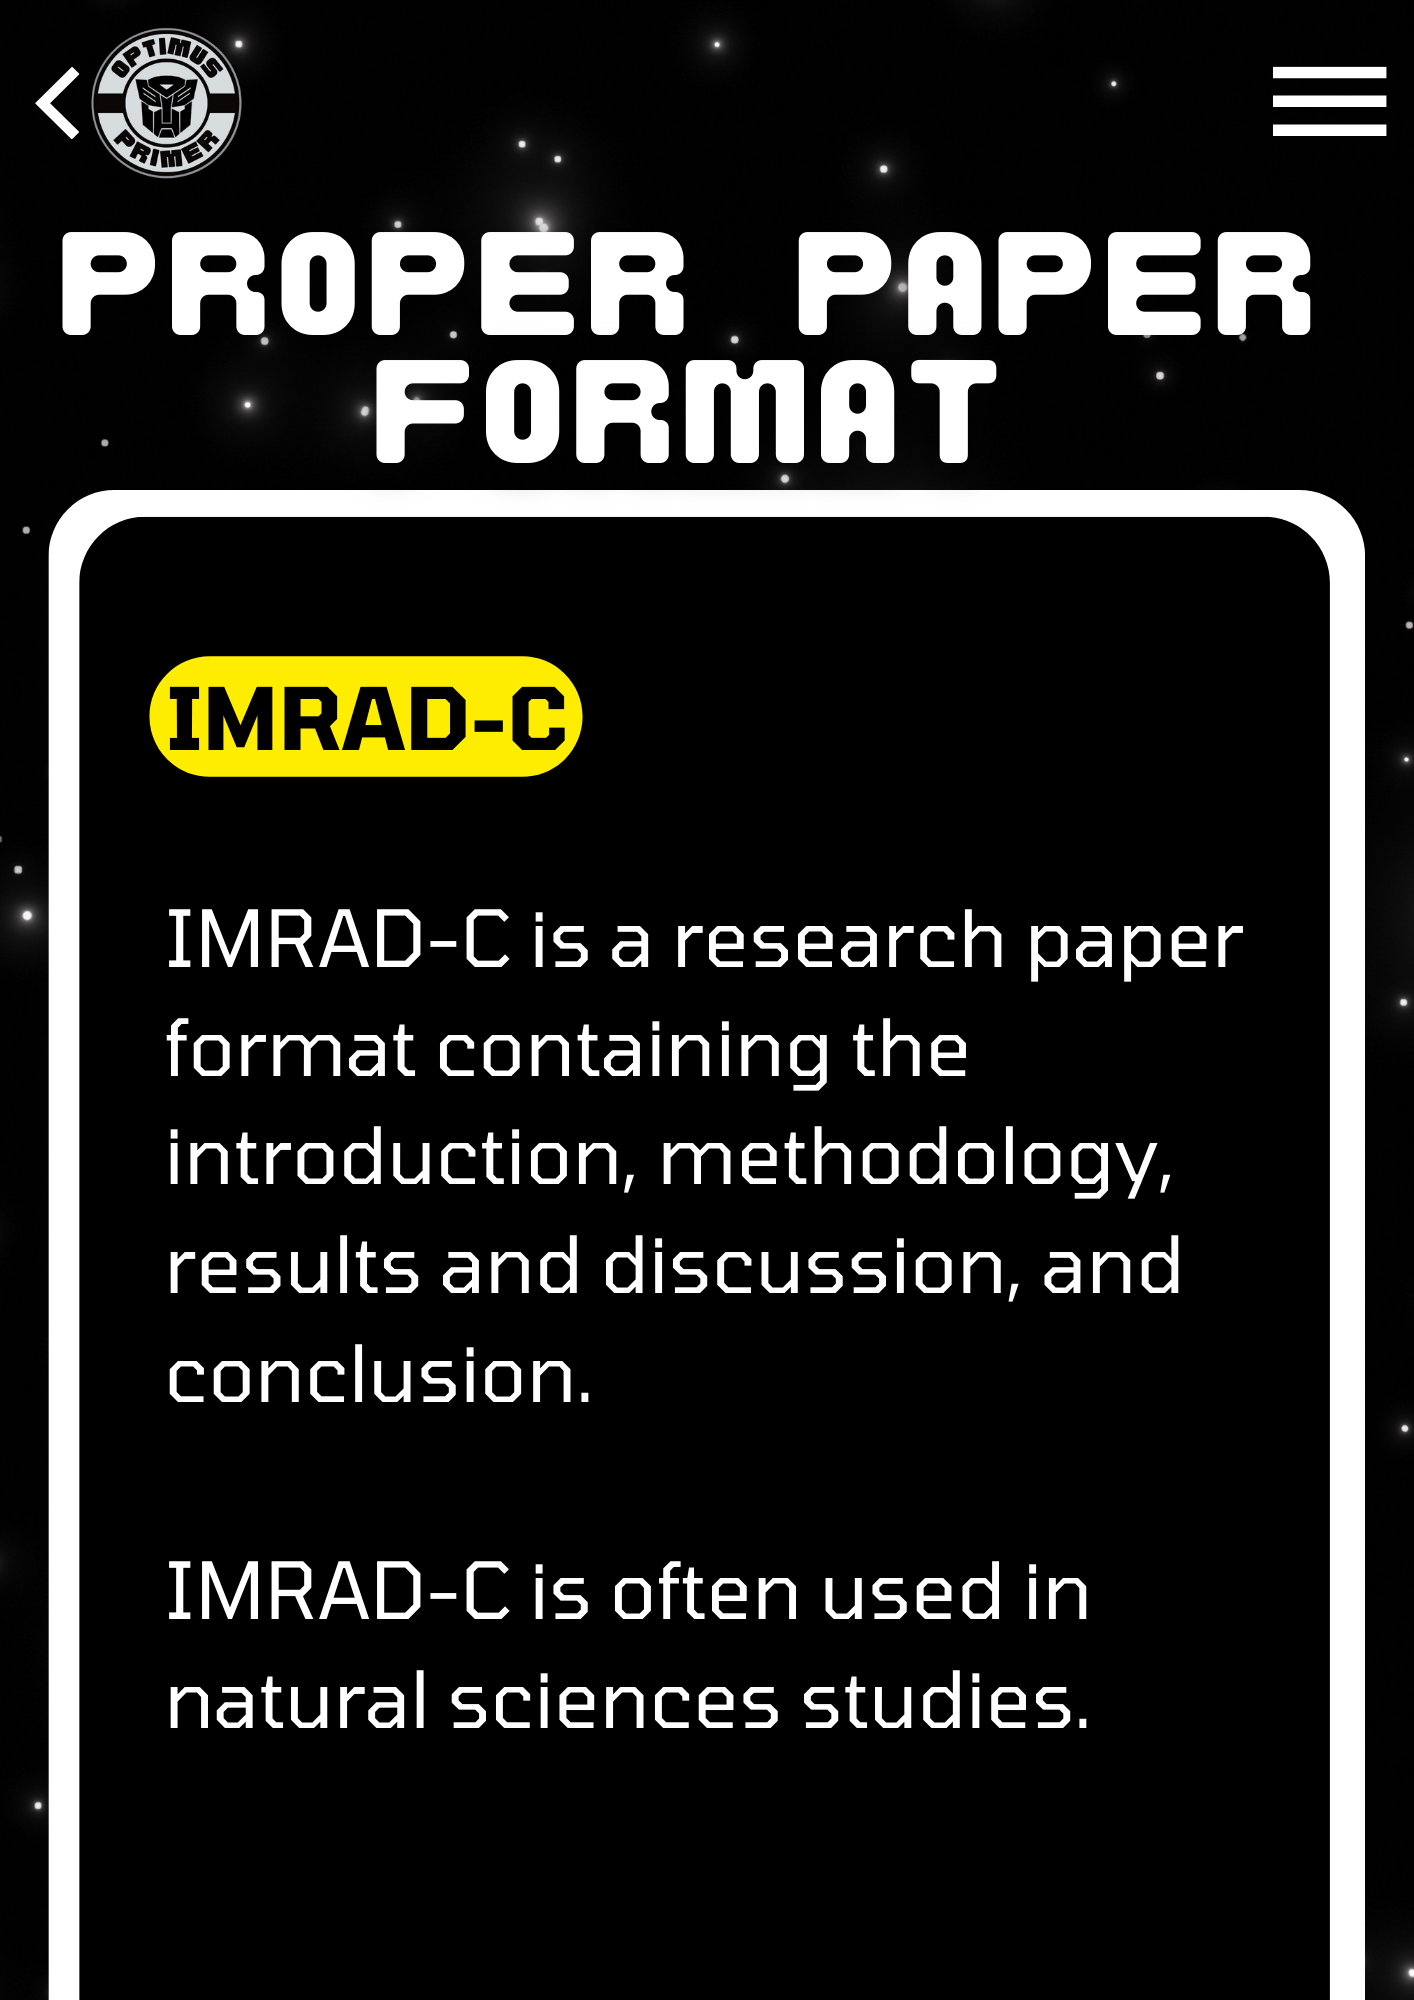 OPTIMUS
PRIMER
PROPER PAPER
FORMAT
IMRAD-C
IMRAD-C is a research paper
format containing the
introduction, methodology,
results and discussion, and
conclusion.
IMRAD-C is often used in
natural sciences studies.